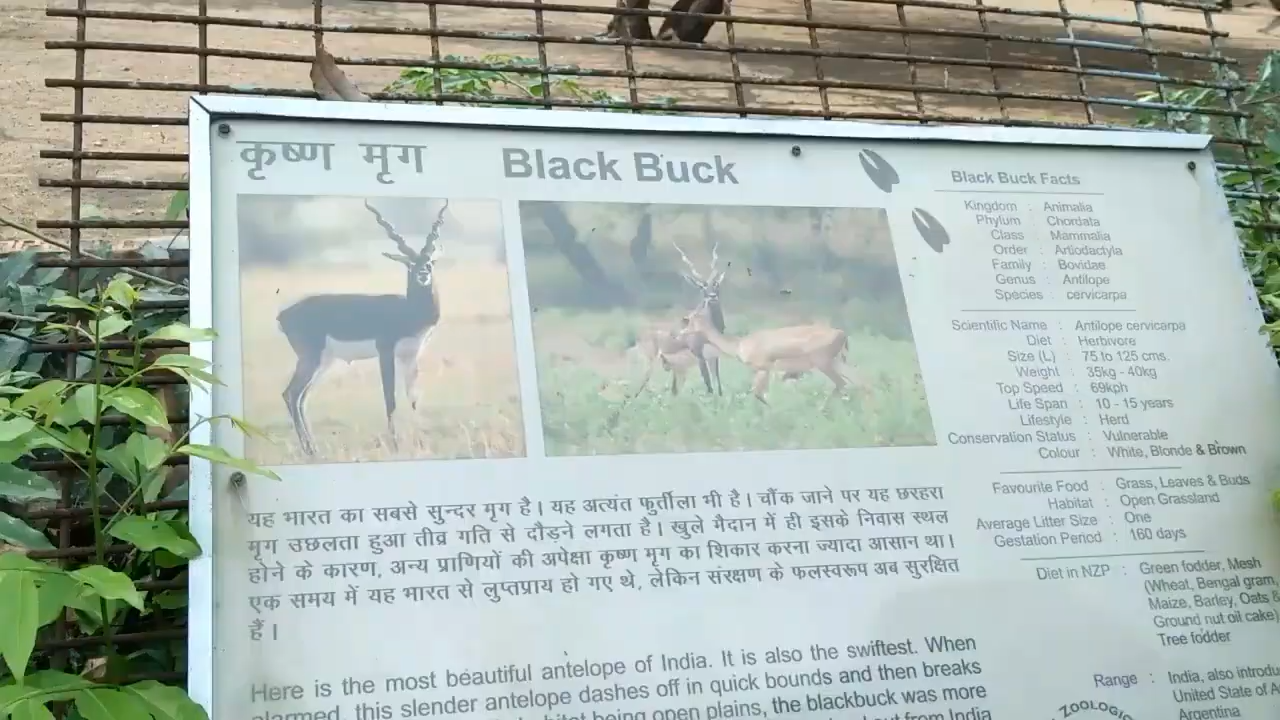 कृष्ण मृग Black Buck
यह भारत का सबसे सुन्दर मृग है। यह अत्यंत फुर्तीला भी है। चौंक जाने पर यह छरहरा
मृग उछलता हुआ तीव्र गति से दौड़ने लगता है। खुले मैदान में ही इसके निवास स्थल
होने के कारण, अन्य प्राणियों की अपेक्षा कृष्ण मृग का शिकार करना ज्यादा आसान था।
एक समय में यह भारत से लुप्तप्राय हो गए थे, लेकिन संरक्षण के फलस्वरूप अब सुरक्षित
हैं।
Here is the most beautiful antelope of India. It is also the swiftest. When
alarmed, this slender antelope dashes off in quick bounds and then breaks
being open plains, the blackbuck was more
from India
Black Buck Facts
Kingdom : Animalia
Phylum : Chordata
Class : Mammalia
Order : Artiodactyla
Family : Bovidae
Genus : Antilope
Species : cervicarpa
Scientific Name : Antilope cervicarpa
Diet : Herbivore
Size (L) : 75 to 125 cms.
Weight : 35kg - 40kg
Top Speed : 69kph
Life Span : 10 - 15 years
Lifestyle : Herd
Conservation Status : Vulnerable
Colour : White, Blonde & Brown
Favourite Food : Grass, Leaves & Buds
Habitat : Open Grassland
Average Litter Size : One
Gestation Period : 160 days
Diet in NZP : Green fodder, Mesh
(Wheat, Bengal gram,
Maize, Barley, Oats &
Ground nut oil cake)
Tree fodder
Range : India, also
United State of
Argentina